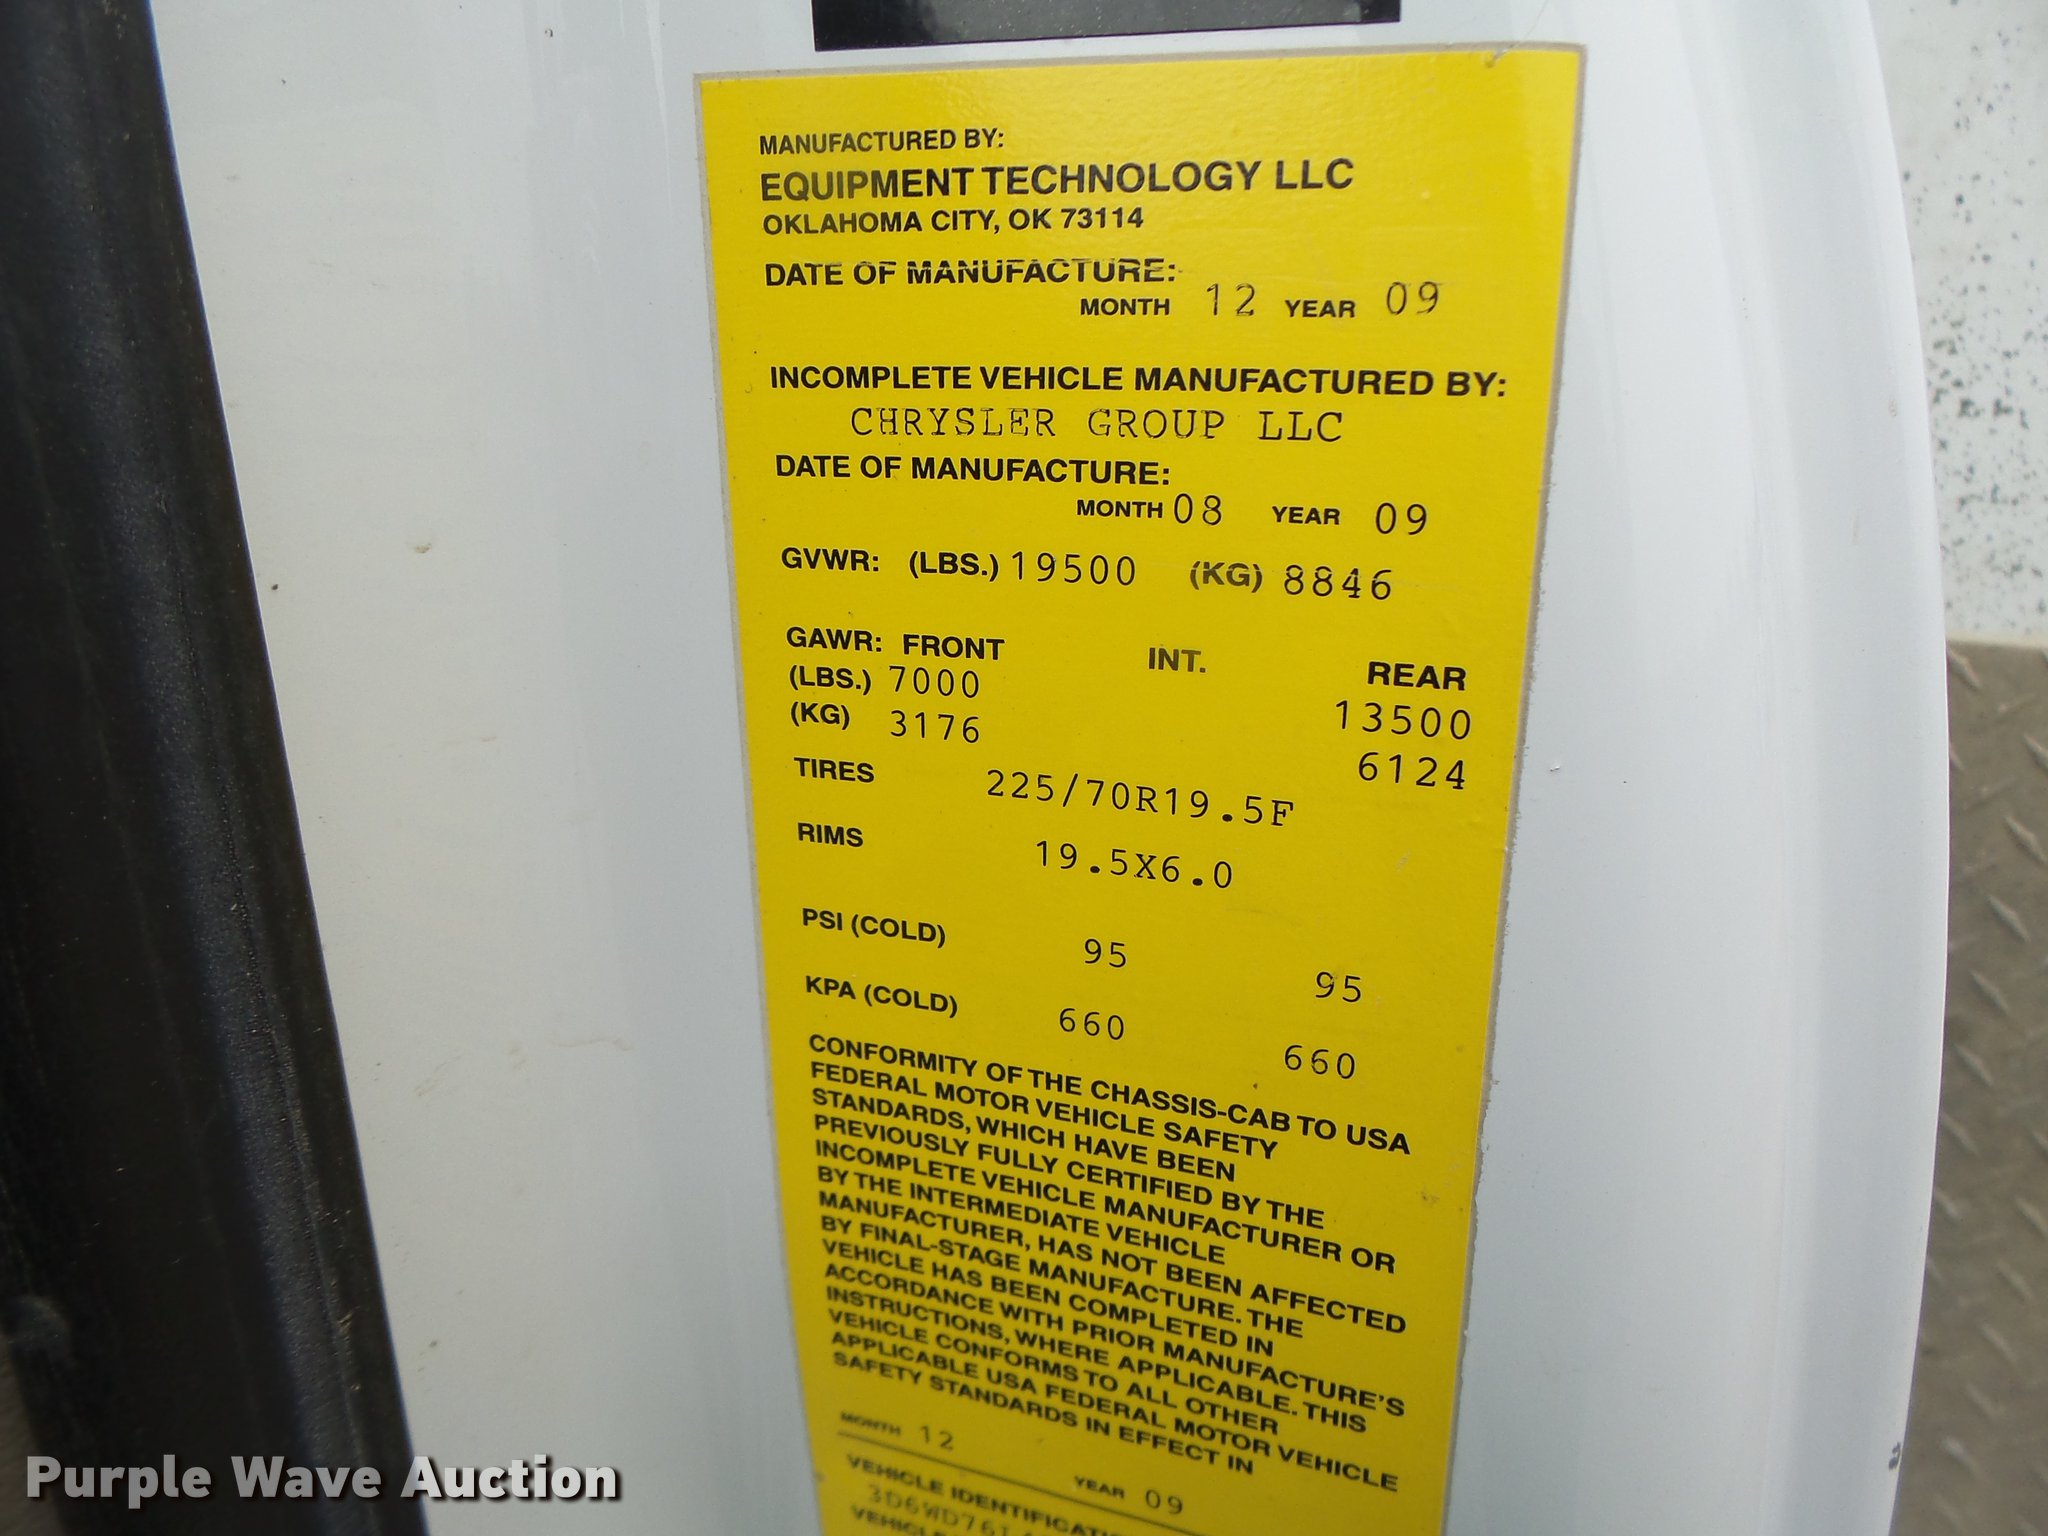 MANUFACTURED BY:
EQUIPMENT TECHNOLOGY LLC
OKLAHOMA CITY, OK 73114
DATE OF MANUFACTURE:
MONTH 12 YEAR 09
INCOMPLETE VEHICLE MANUFACTURED BY:
CHRYSLER GROUP LLC
DATE OF MANUFACTURE:
MONTH 08 YEAR 09
GVWR: (LBS.) 19500 (KG) 8846
GAWR: FRONT INT. REAR
(LBS.) 7000 13500
(KG) 3176 6124
TIRES 225/70R19.5F
RIMS 19.5X6.0
PSI (COLD) 95 95
KPA (COLD) 660 660
CONFORMITY OF THE CHASSIS-CAB TO USA
FEDERAL MOTOR VEHICLE SAFETY
STANDARDS, WHICH HAVE BEEN
PREVIOUSLY FULLY CERTIFIED BY THE
INCOMPLETE VEHICLE MANUFACTURER OR
BY THE INTERMEDIATE VEHICLE
MANUFACTURER, HAS NOT BEEN AFFECTED
BY FINAL-STAGE MANUFACTURE. THE
VEHICLE HAS BEEN COMPLETED IN
ACCORDANCE WITH PRIOR MANUFACTURE'S
INSTRUCTIONS, WHERE APPLICABLE. THIS
VEHICLE CONFORMS TO ALL OTHER
APPLICABLE USA FEDERAL MOTOR VEHICLE
SAFETY STANDARDS IN EFFECT IN
MONTH 12 YEAR 09
VEHICLE
Purple Wave Auction